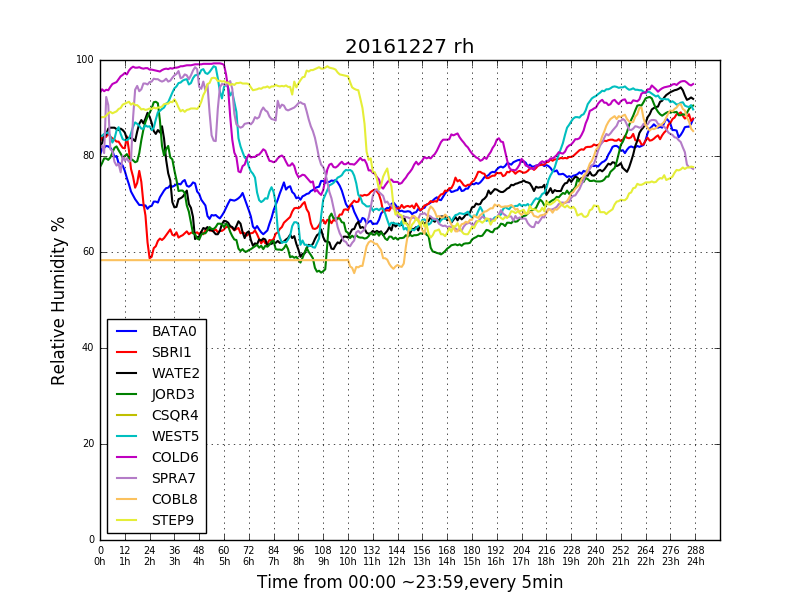 20161227 rh
Relative Humidity %
100
80
60
40
20
0
BATA0
SBRI1
WATE2
JORD3
CSQR4
WEST5
COLD6
SPRA7
COBL8
STEP9
0 12 24 36 48 60 72 84 96 108 120 132 144 156 168 180 192 204 216 228 240 252 264 276 288
0h 1h 2h 3h 4h 5h 6h 7h 8h 9h 10h 11h 12h 13h 14h 15h 16h 17h 18h 19h 20h 21h 22h 23h 24h
Time from 00:00 ~23:59,every 5min